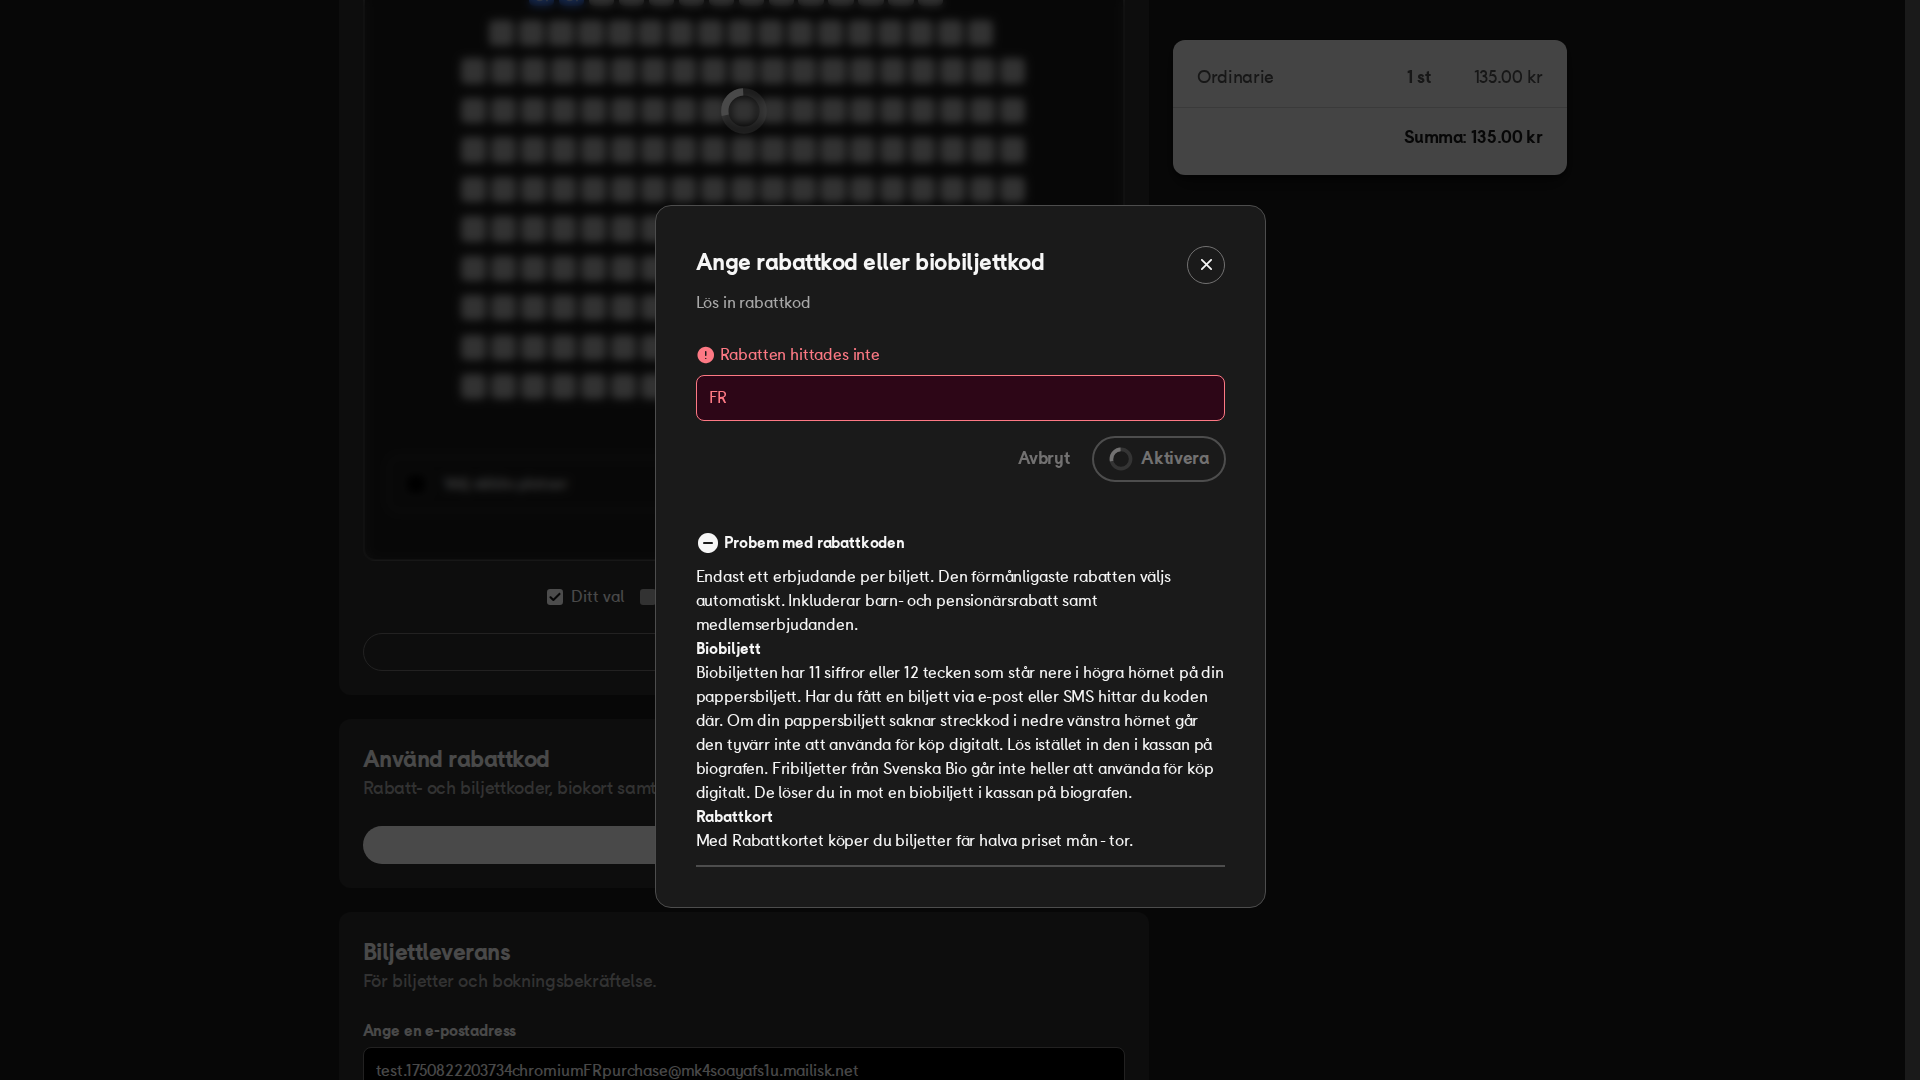 Ordinarie 1 st 135.00 kr
Summa: 135.00 kr
Ange rabattkod eller biobiljettkod
Lös in rabattkod
Rabatten hittades inte
FR
Avbryt Aktivera
Probem med rabattkoden
Endast ett erbjudande per biljett. Den förmånligaste rabatten väljs
automatiskt. Inkluderar barn- och pensionärsrabatt samt
medlemserbjudanden.
Biobiljett
Biobiljetten har 11 siffror eller 12 tecken som står nere i högra hörnet på din
pappersbiljett. Har du fått en biljett via e-post eller SMS hittar du koden
där. Om din pappersbiljett saknar streckkod i nedre vänstra hörnet går
den tyvärr inte att använda för köp digitalt. Lös istället in den i kassan på
biografen. Fribiljetter från Svenska Bio går inte heller att använda för köp
digitalt. De löser du in mot en biobiljett i kassan på biografen.
Rabattkort
Med Rabattkortet köper du biljetter fär halva priset mån - tor.
Ditt val
Använd rabattkod
Rabatt- och biljettkoder, biokort samt
Biljettleverans
För biljetter och bokningsbekräftelse.
Ange en e-postadress
test.1750822203734chromiumFRpurchase@mk4soayafs1u.mailisk.net